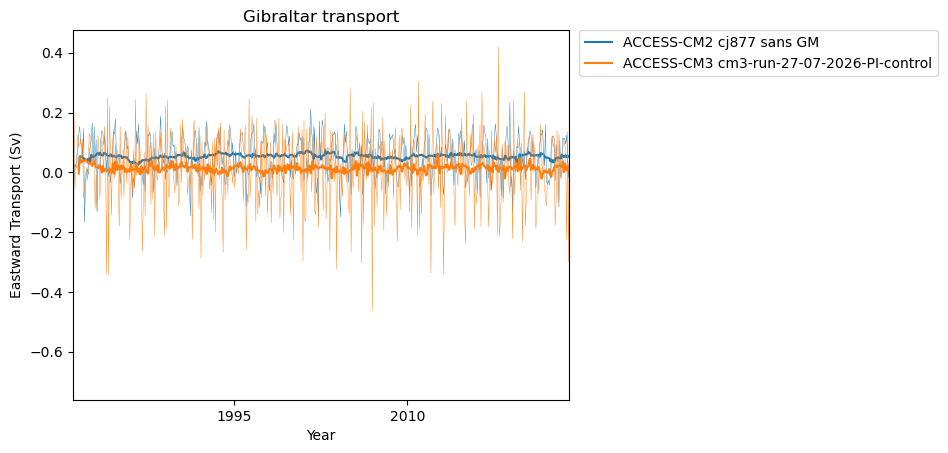 Gibraltar transport
ACCESS-CM2 cj877 sans GM
ACCESS-CM3 cm3-run-27-07-2026-PI-control
Eastward Transport (Sv)
0.4
0.2
0.0
−0.2
−0.4
−0.6
1995
2010
Year